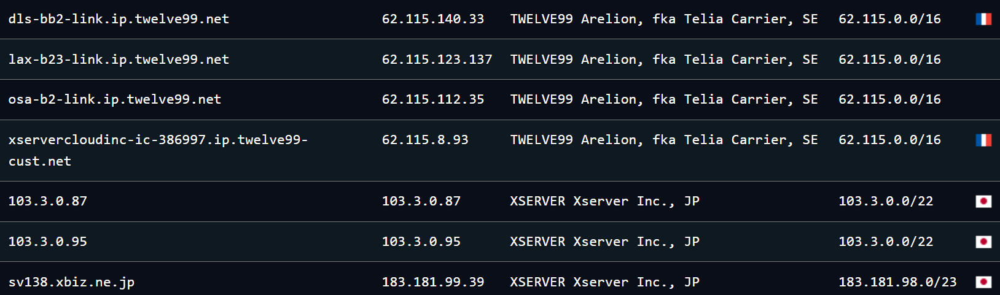 dls-bb2-link.ip.twelve99.net 62.115.140.33 TWELVE99 Arelion, fka Telia Carrier, SE 62.115.0.0/16
lax-b23-link.ip.twelve99.net 62.115.123.137 TWELVE99 Arelion, fka Telia Carrier, SE 62.115.0.0/16
osa-b2-link.ip.twelve99.net 62.115.112.35 TWELVE99 Arelion, fka Telia Carrier, SE 62.115.0.0/16
xservercloudinc-ic-386997.ip.twelve99- 62.115.8.93 TWELVE99 Arelion, fka Telia Carrier, SE 62.115.0.0/16
cust.net
103.3.0.87 103.3.0.87 XSERVER Xserver Inc., JP 103.3.0.0/22
103.3.0.95 103.3.0.95 XSERVER Xserver Inc., JP 103.3.0.0/22
sv138.xbiz.ne.jp 183.181.99.39 XSERVER Xserver Inc., JP 183.181.98.0/23